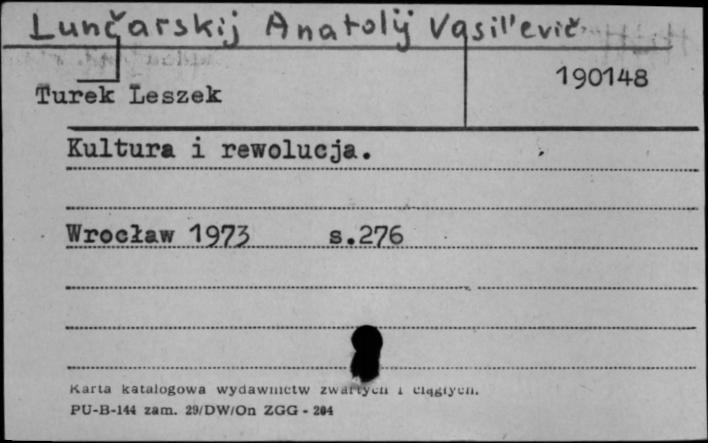 Lunčarskij Anatolij Vasil'evič
190148
Turek Leszek
Kultura i rewolucja.
Wrocław 1973 s.276
Karta katalogowa wydawnictw zwartych i ciągłych.
PU-B-144 zam. 29/DW/On ZGG - 204